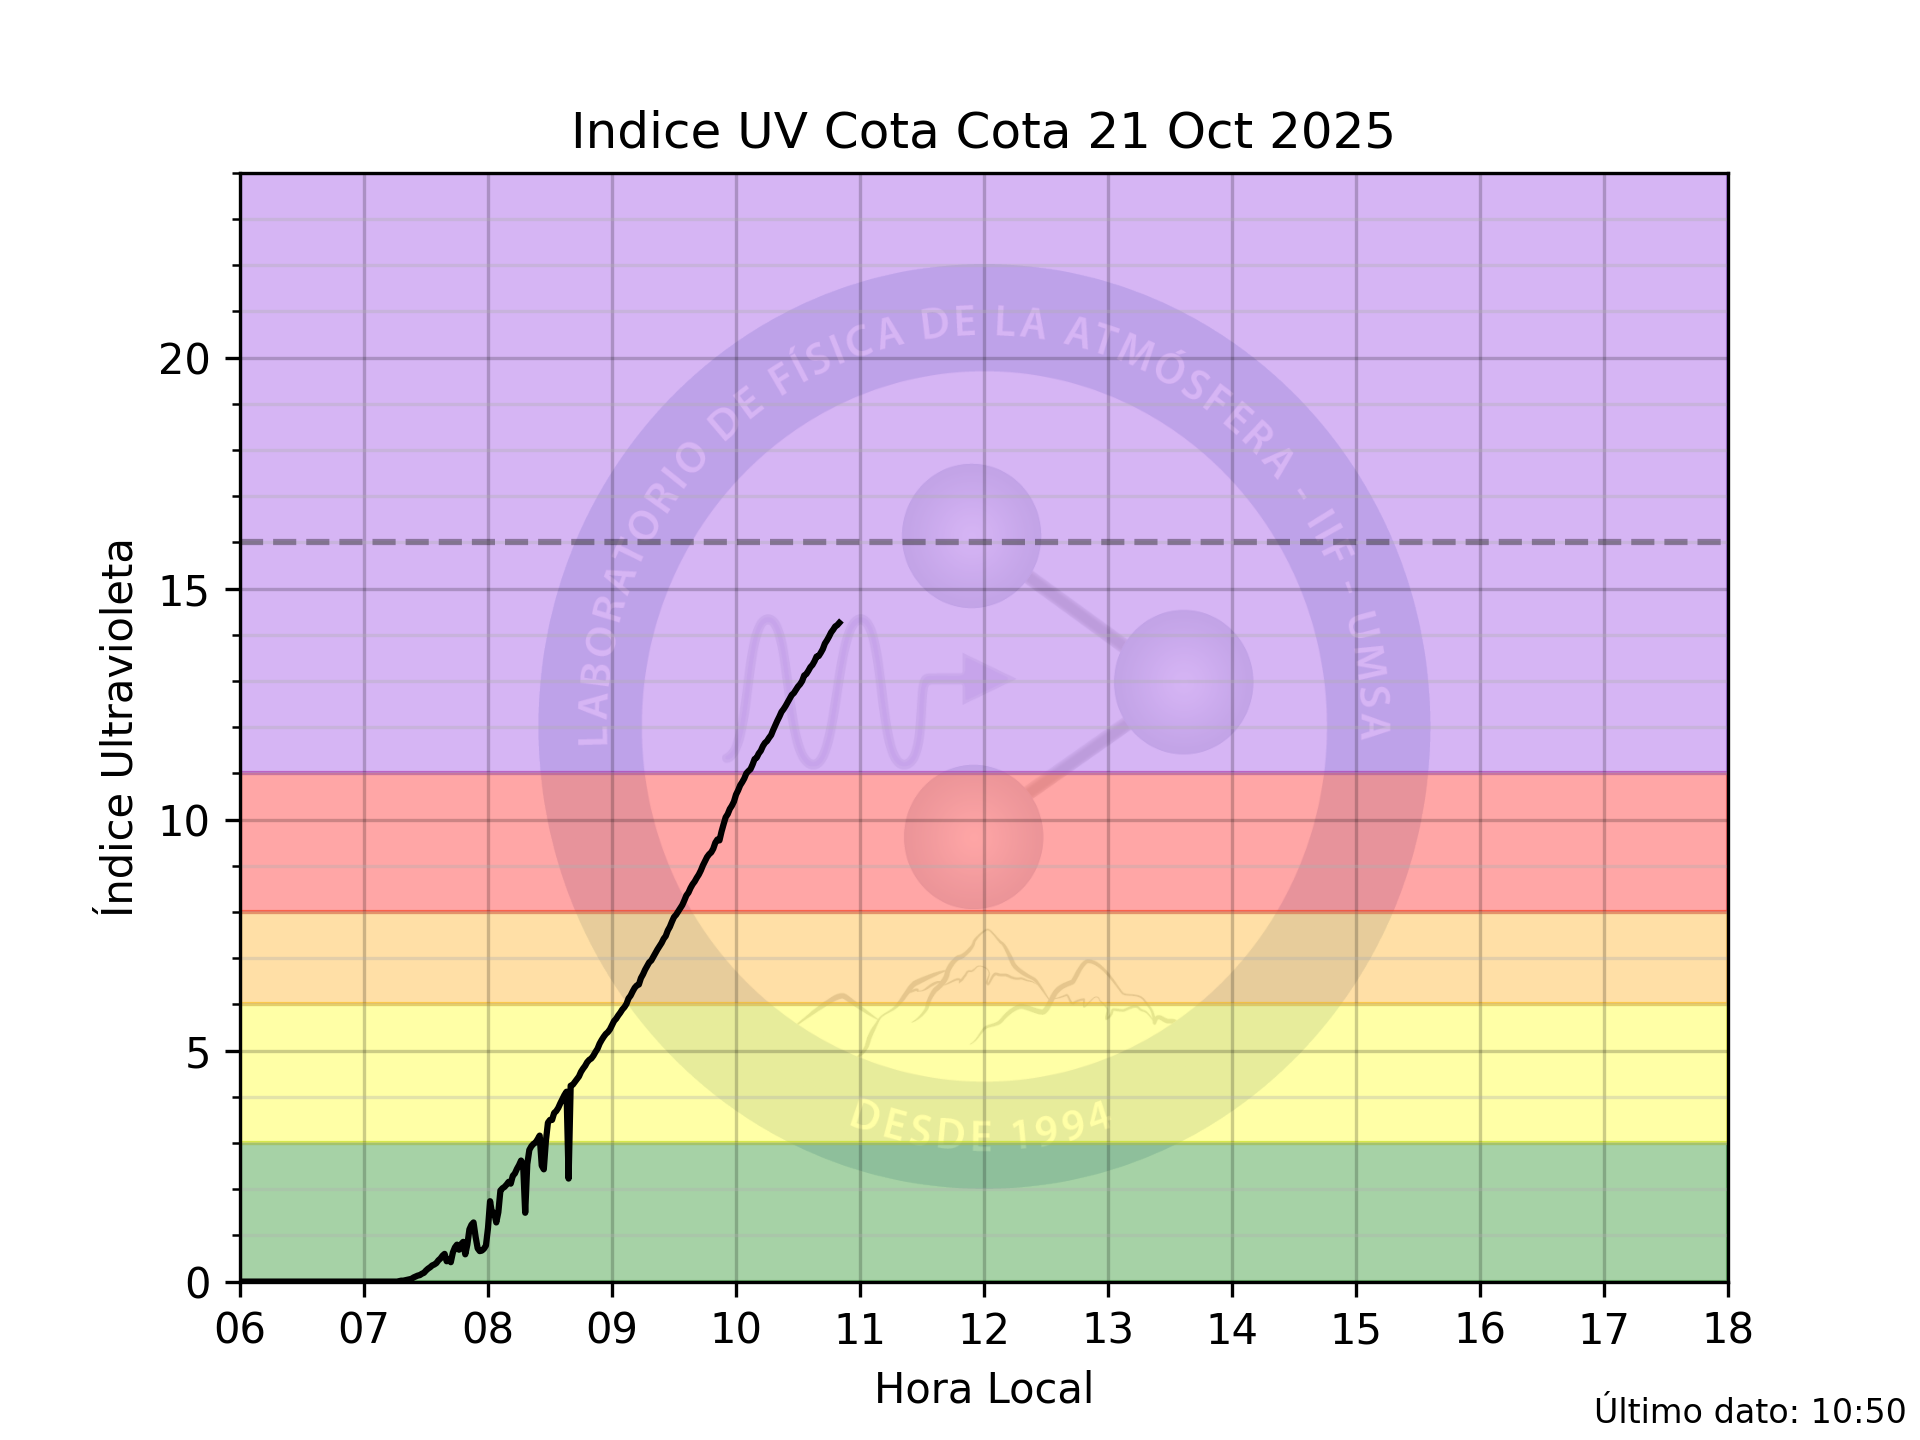 Indice UV Cota Cota 21 Oct 2025
LABORATORIO DE FÍSICA DE LA ATMÓSFERA - IIF - UMSA
DESDE 1994
Índice Ultravioleta
20
15
10
5
0
06 07 08 09 10 11 12 13 14 15 16 17 18
Hora Local
Último dato: 10:50